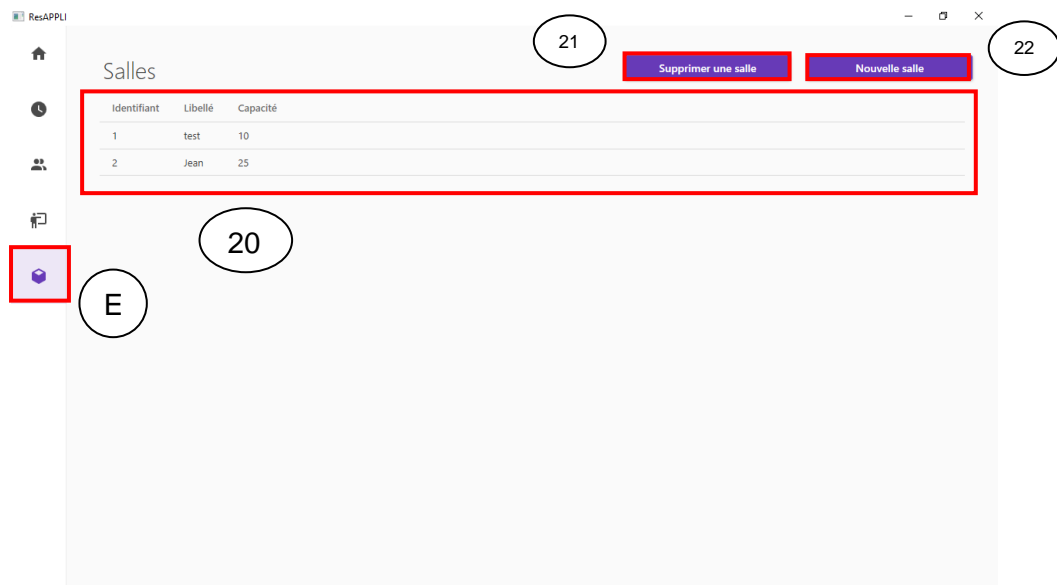 ResAPPLI
21
22
Salles
Supprimer une salle
Nouvelle salle
Identifiant Libellé Capacité
1 test 10
2 Jean 25
20
E